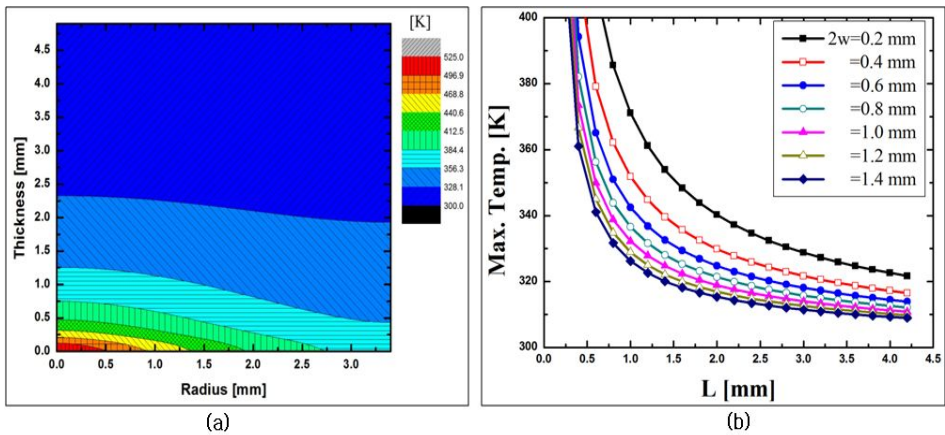 [K]
525.0
496.9
468.8
440.6
412.5
384.4
356.3
328.1
300.0
4.5
4.0
3.5
3.0
2.5
2.0
1.5
1.0
0.5
0.0
Thickness [mm]
0.0 0.5 1.0 1.5 2.0 2.5 3.0
Radius [mm]
(a)
400
380
360
340
320
300
Max. Temp. [K]
2w=0.2 mm
=0.4 mm
=0.6 mm
=0.8 mm
=1.0 mm
=1.2 mm
=1.4 mm
0.0 0.5 1.0 1.5 2.0 2.5 3.0 3.5 4.0 4.5
L [mm]
(b)